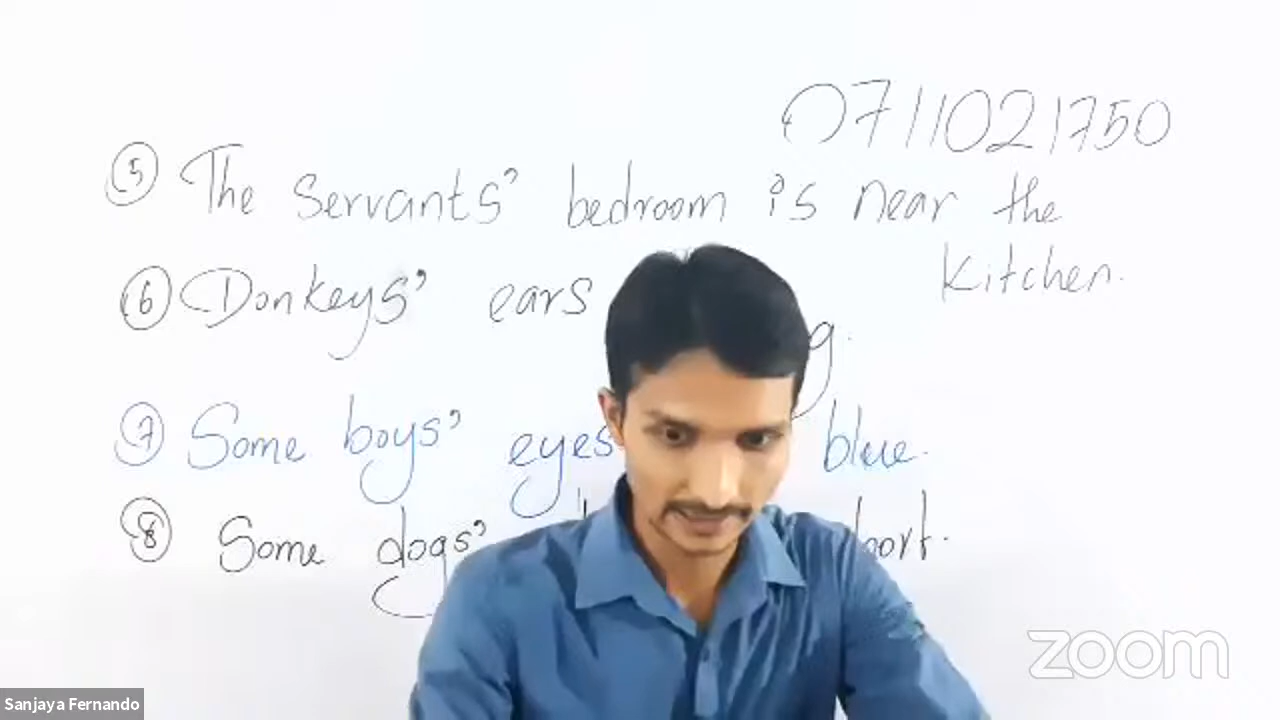 0711021750
⑤ The servants' bedroom is near the
kitchen.
⑥ Donkeys' ears
⑦ Some boys' eyes blue.
⑧ Some dogs'
zoom
Sanjaya Fernando